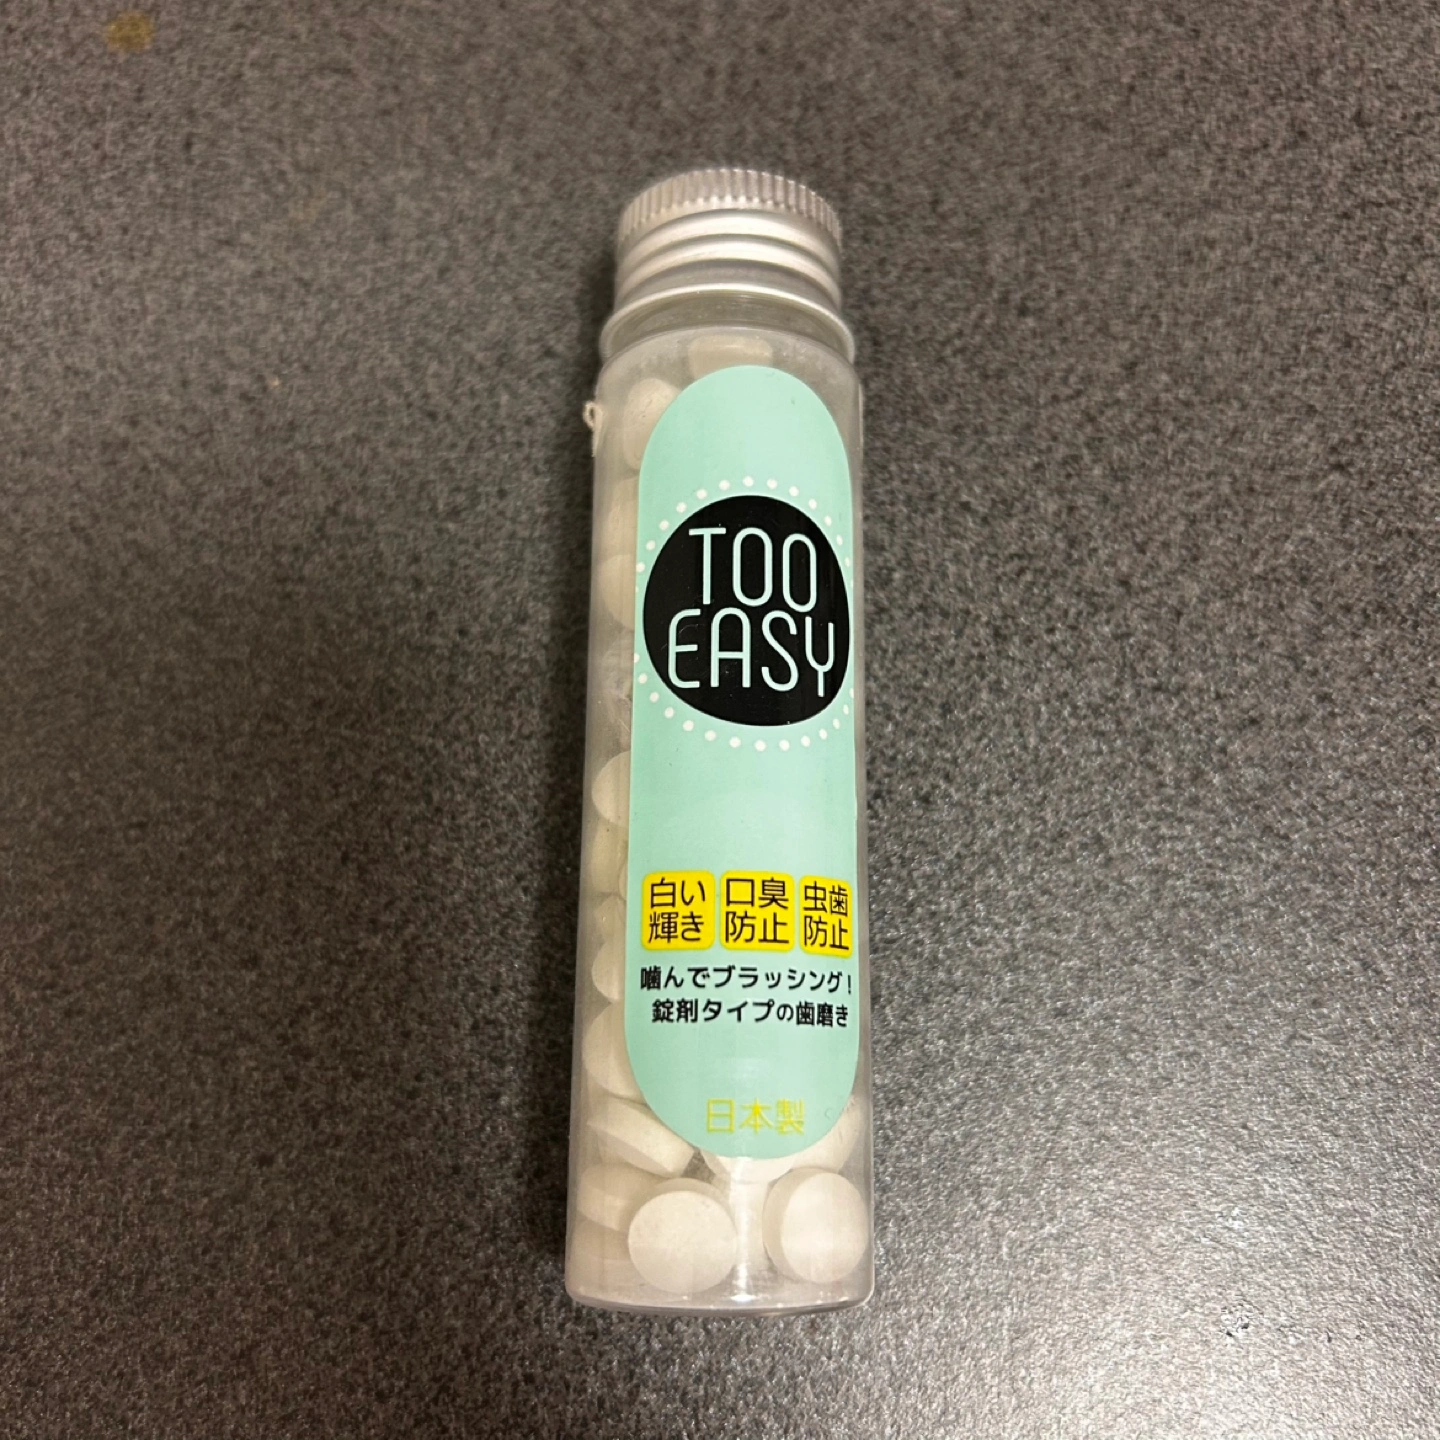 TOO
EASY
白い
輝き
口臭
防止
虫歯
防止
噛んでブラッシング！
錠剤タイプの歯磨き
日本製